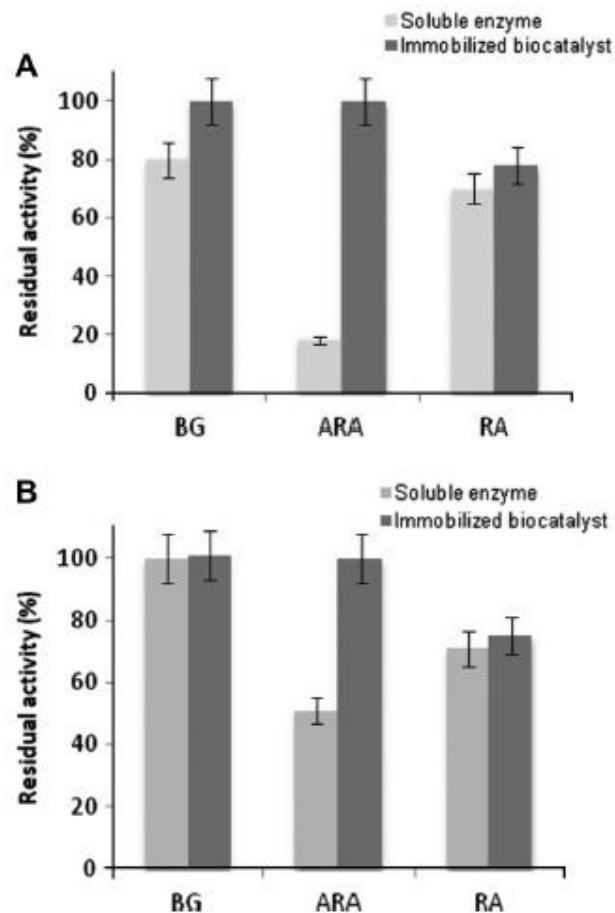 Soluble enzyme
Immobilized biocatalyst
A
Residual activity (%)
100
80
60
40
20
0
BG ARA RA
B
Soluble enzyme
Immobilized biocatalyst
Residual activity (%)
100
80
60
40
20
0
BG ARA RA